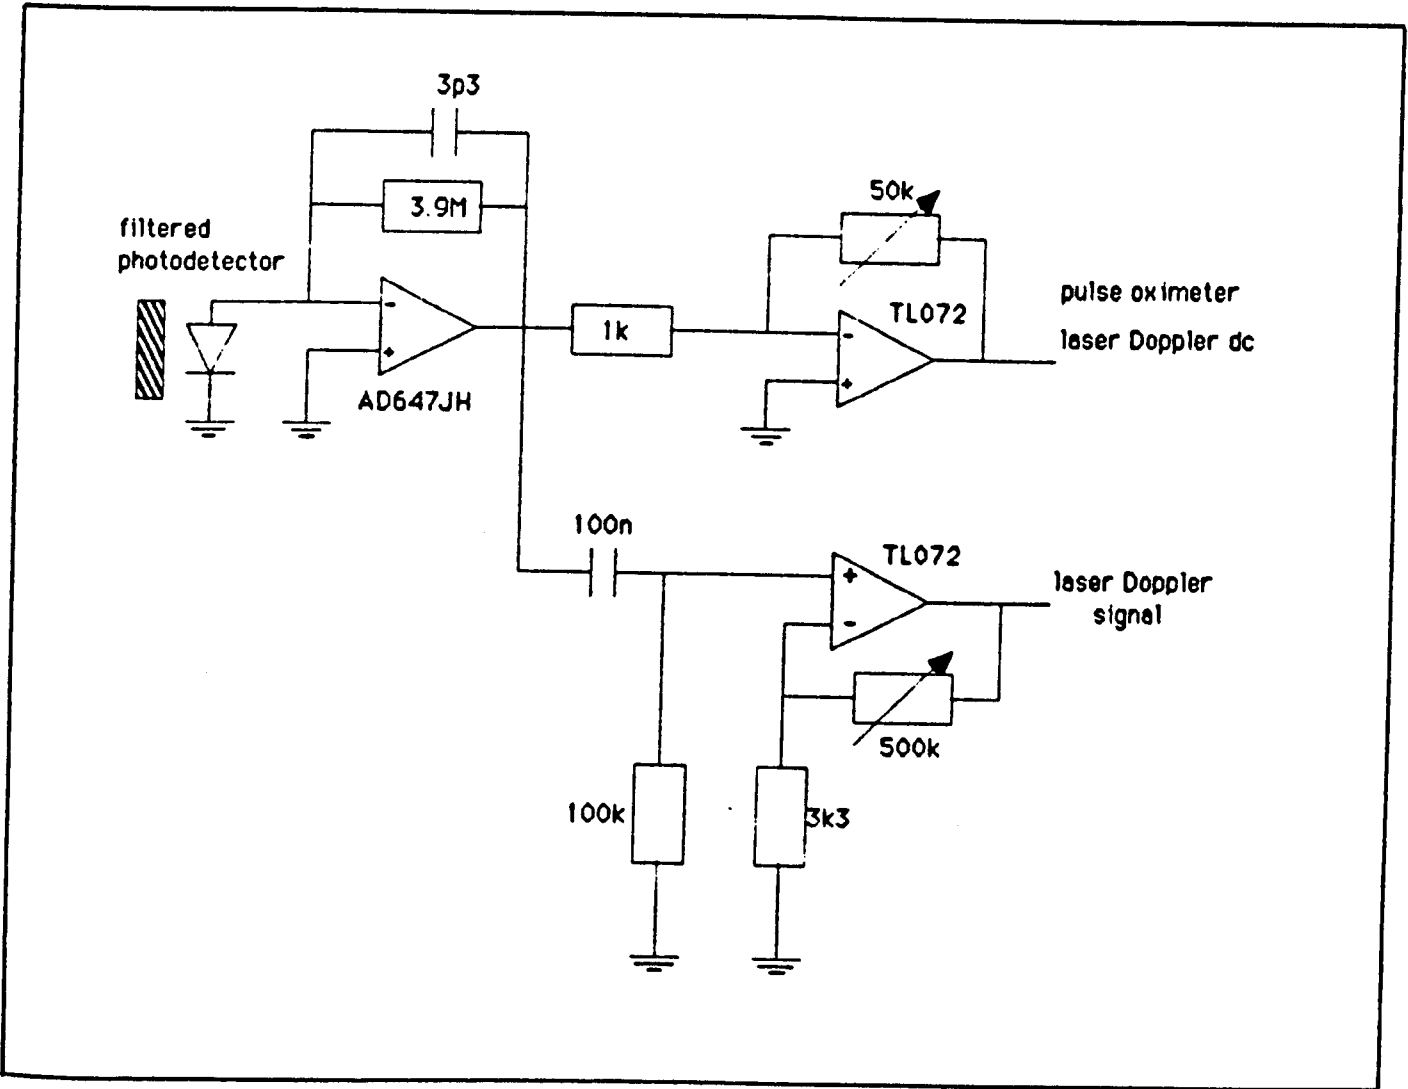 3p3
3.9M
filtered
photodetector
-
+
AD647JH
1k
50k
TL072
-
+
pulse oximeter
laser Doppler dc
100n
TL072
+
-
laser Doppler
signal
500k
100k
3k3